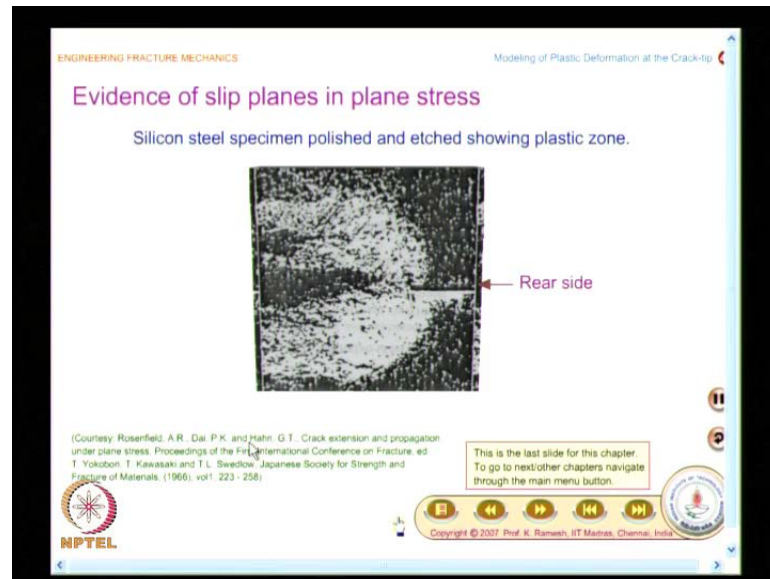 ENGINEERING FRACTURE MECHANICS
Modeling of Plastic Deformation at the Crack-tip
Evidence of slip planes in plane stress
Silicon steel specimen polished and etched showing plastic zone.
Rear side
(Courtesy: Rosenfield, A.R., Dai, P.K. and Hahn, G.T., Crack extension and propagation
under plane stress. Proceedings of the First International Conference on Fracture, ed.
T. Yokobori, T. Kawasaki and T.L. Swedlow, Japanese Society for Strength and
Fracture of Materials, (1966), vol1. 223 - 258)
This is the last slide for this chapter.
To go to next/other chapters navigate
through the main menu button.
NPTEL
Copyright © 2007 Prof. K. Ramesh, IIT Madras, Chennai, India